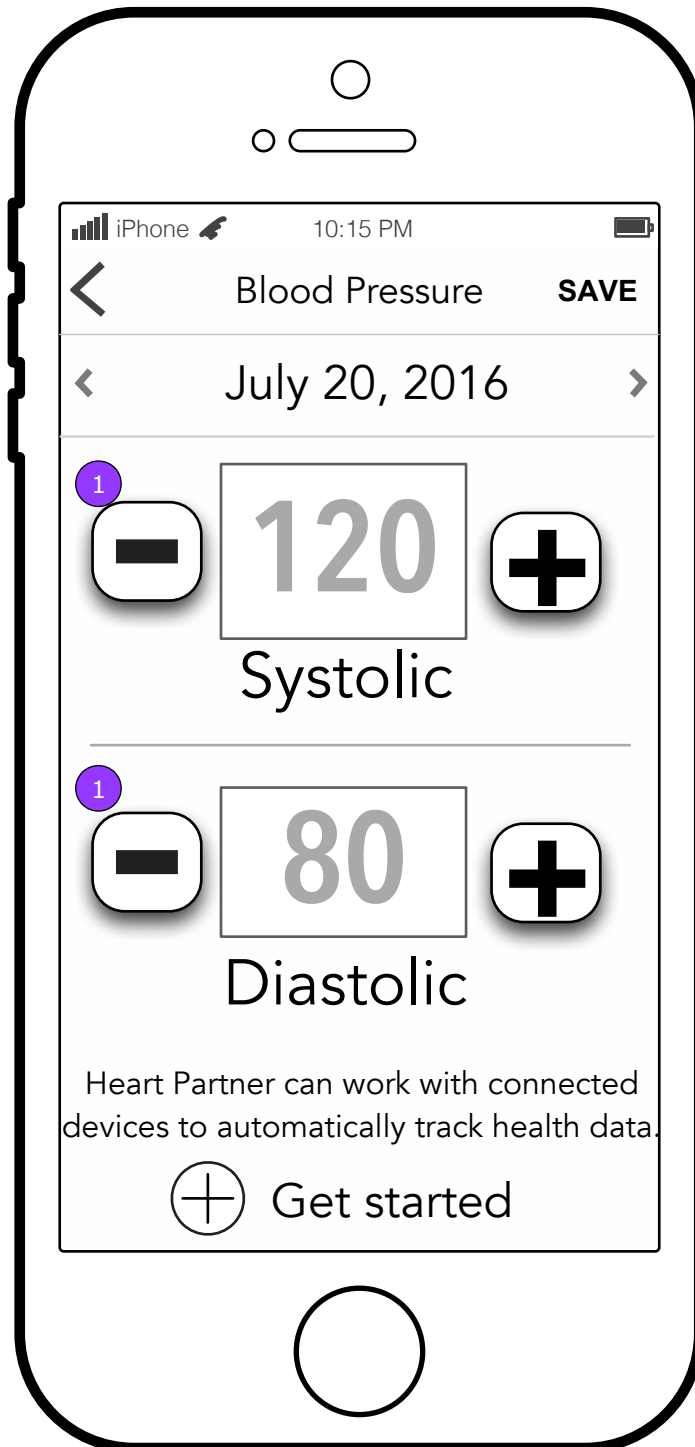 iPhone 10:15 PM
Blood Pressure SAVE
July 20, 2016
1
120
Systolic
1
80
Diastolic
Heart Partner can work with connected
devices to automatically track health data.
Get started